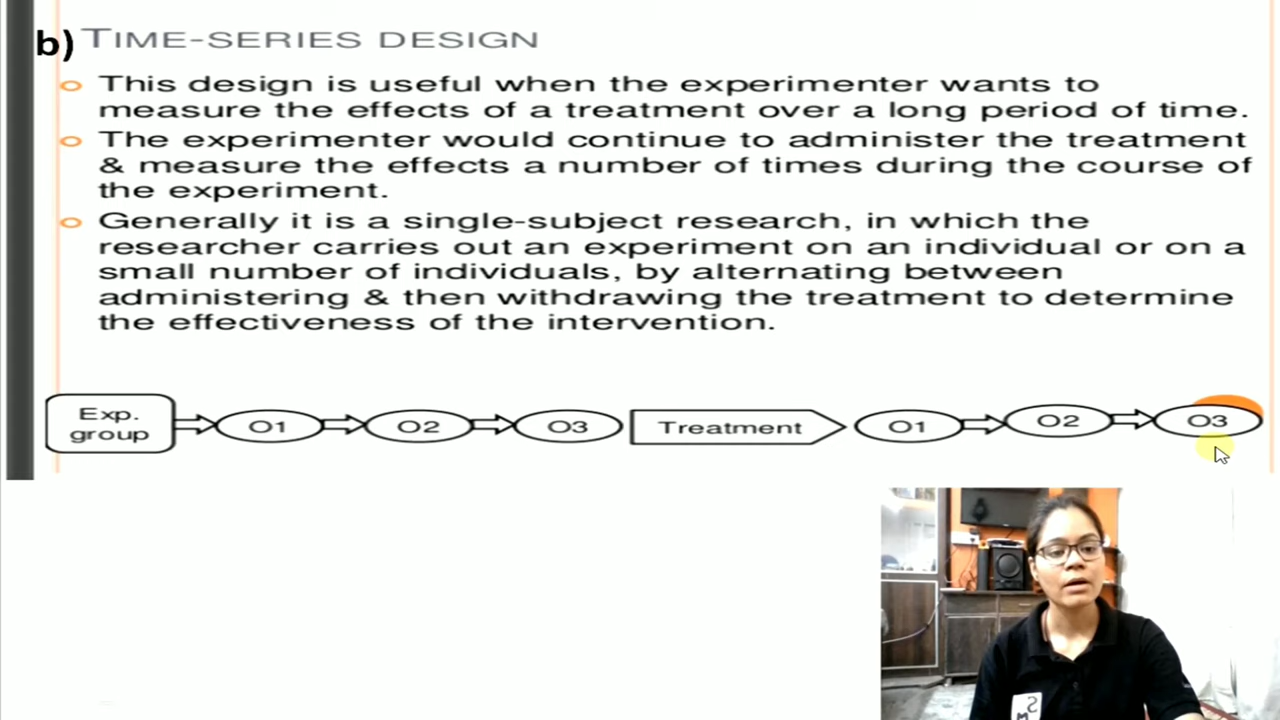 b) TIME-SERIES DESIGN
This design is useful when the experimenter wants to
measure the effects of a treatment over a long period of time.
The experimenter would continue to administer the treatment
& measure the effects a number of times during the course of
the experiment.
Generally it is a single-subject research, in which the
researcher carries out an experiment on an individual or on a
small number of individuals, by alternating between
administering & then withdrawing the treatment to determine
the effectiveness of the intervention.
Exp.
group
O1
O2
O3
Treatment
O1
O2
O3